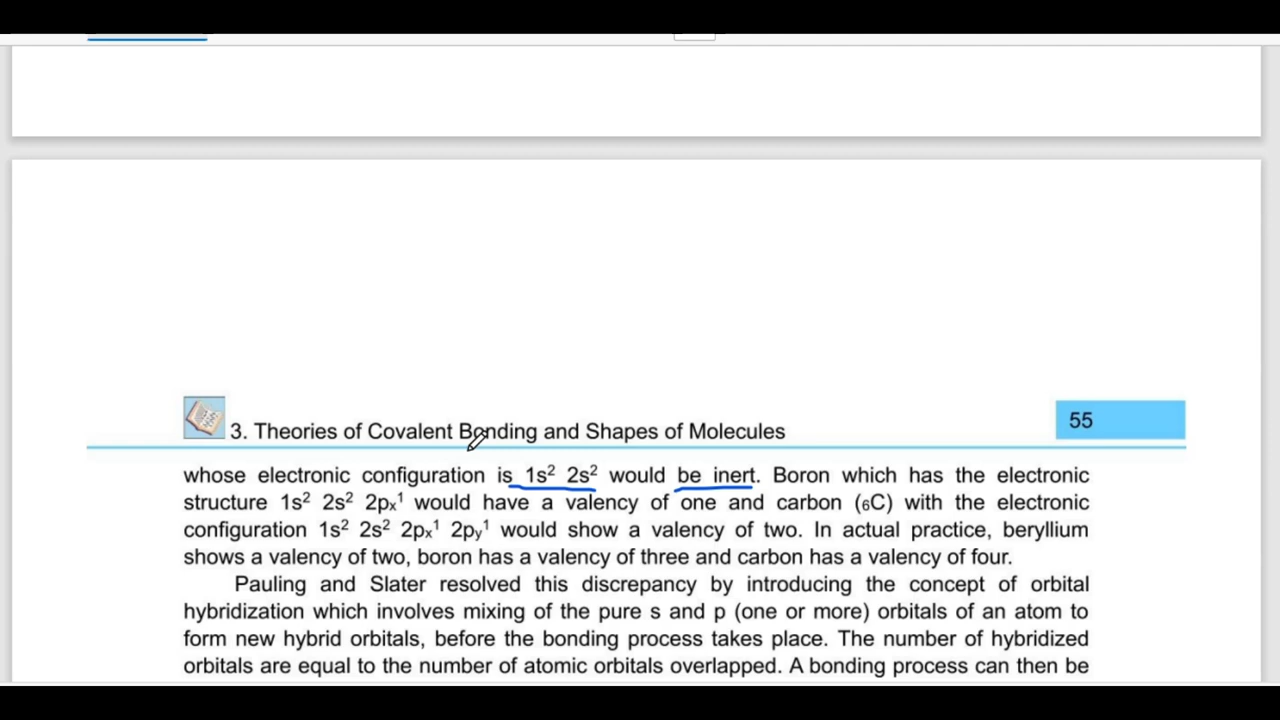 3. Theories of Covalent Bonding and Shapes of Molecules
55
whose electronic configuration is 1s² 2s² would be inert. Boron which has the electronic
structure 1s² 2s² 2pₓ¹ would have a valency of one and carbon (₆C) with the electronic
configuration 1s² 2s² 2pₓ¹ 2pᵧ¹ would show a valency of two. In actual practice, beryllium
shows a valency of two, boron has a valency of three and carbon has a valency of four.
Pauling and Slater resolved this discrepancy by introducing the concept of orbital
hybridization which involves mixing of the pure s and p (one or more) orbitals of an atom to
form new hybrid orbitals, before the bonding process takes place. The number of hybridized
orbitals are equal to the number of atomic orbitals overlapped. A bonding process can then be